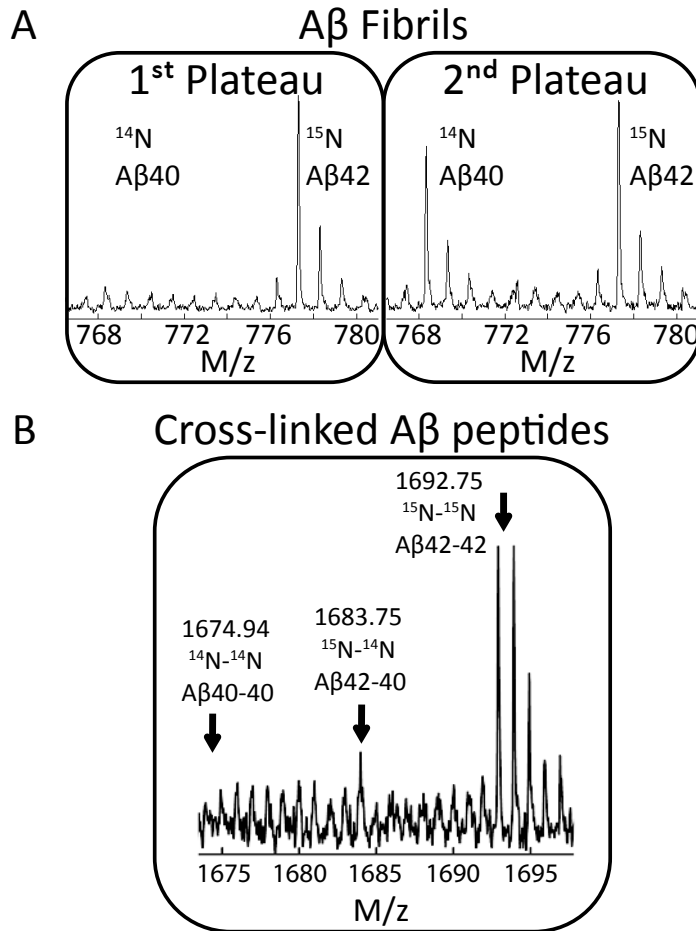 A
Aβ Fibrils
1st Plateau
2nd Plateau
14N
Aβ40
15N
Aβ42
14N
Aβ40
15N
Aβ42
768 772 776 780
M/z
768 772 776 780
M/z
B
Cross-linked Aβ peptides
1692.75
15N-15N
Aβ42-42
1674.94
14N-14N
Aβ40-40
1683.75
15N-14N
Aβ42-40
1675 1680 1685 1690 1695
M/z